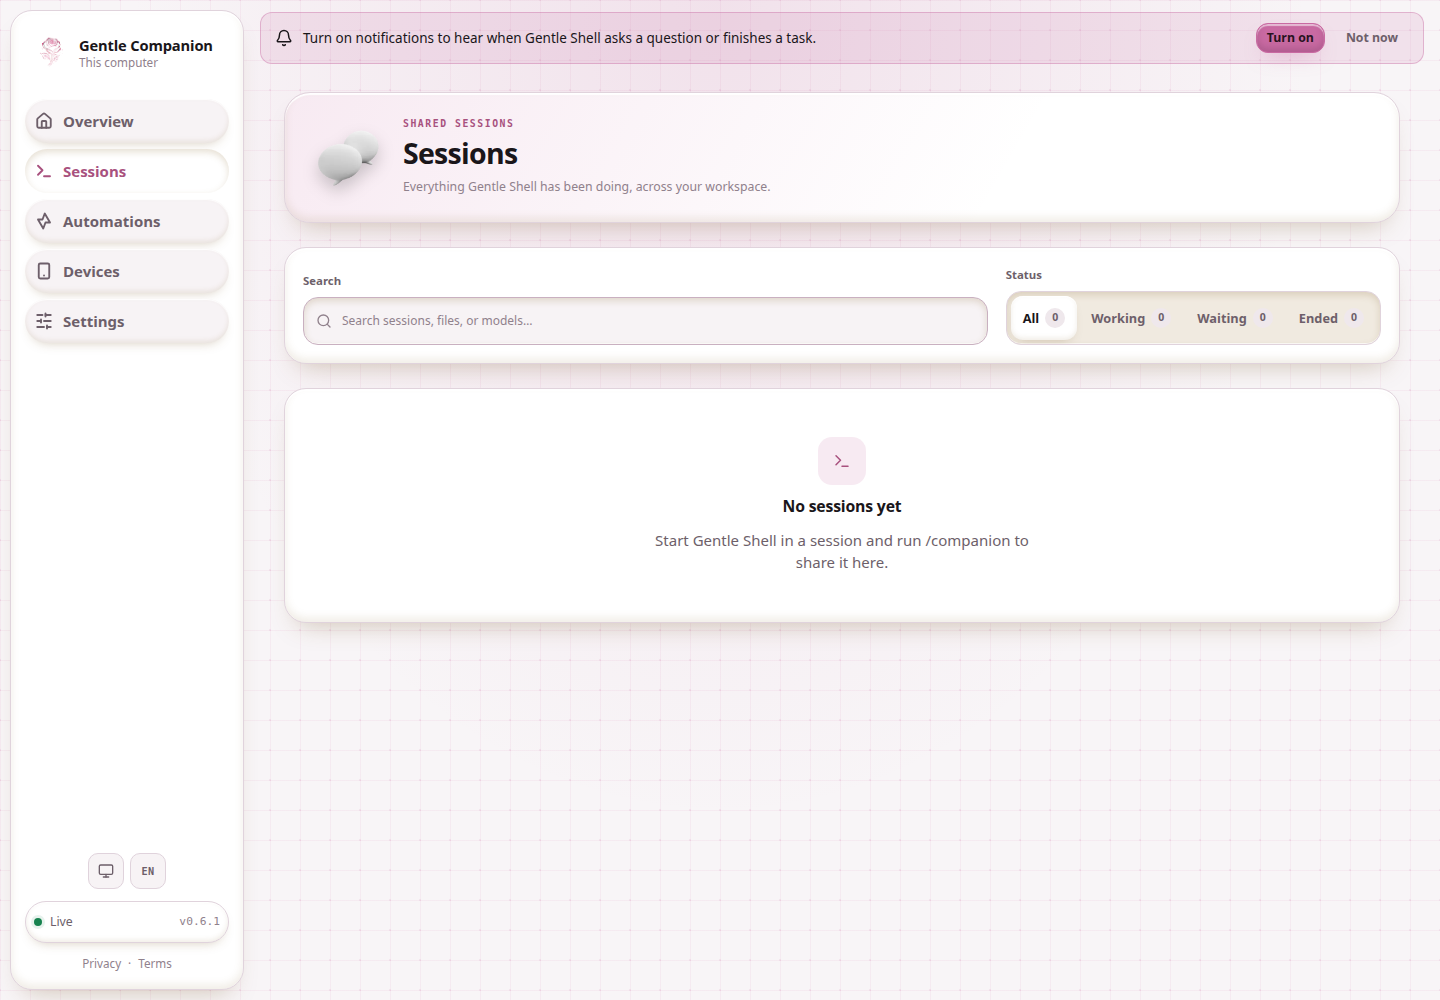 Gentle Companion
This computer
Overview
Sessions
Automations
Devices
Settings
EN
Live
v0.6.1
Privacy · Terms
Turn on notifications to hear when Gentle Shell asks a question or finishes a task.
Turn on
Not now
SHARED SESSIONS
Sessions
Everything Gentle Shell has been doing, across your workspace.
Search
Search sessions, files, or models...
Status
All 0
Working 0
Waiting 0
Ended 0
No sessions yet
Start Gentle Shell in a session and run /companion to
share it here.